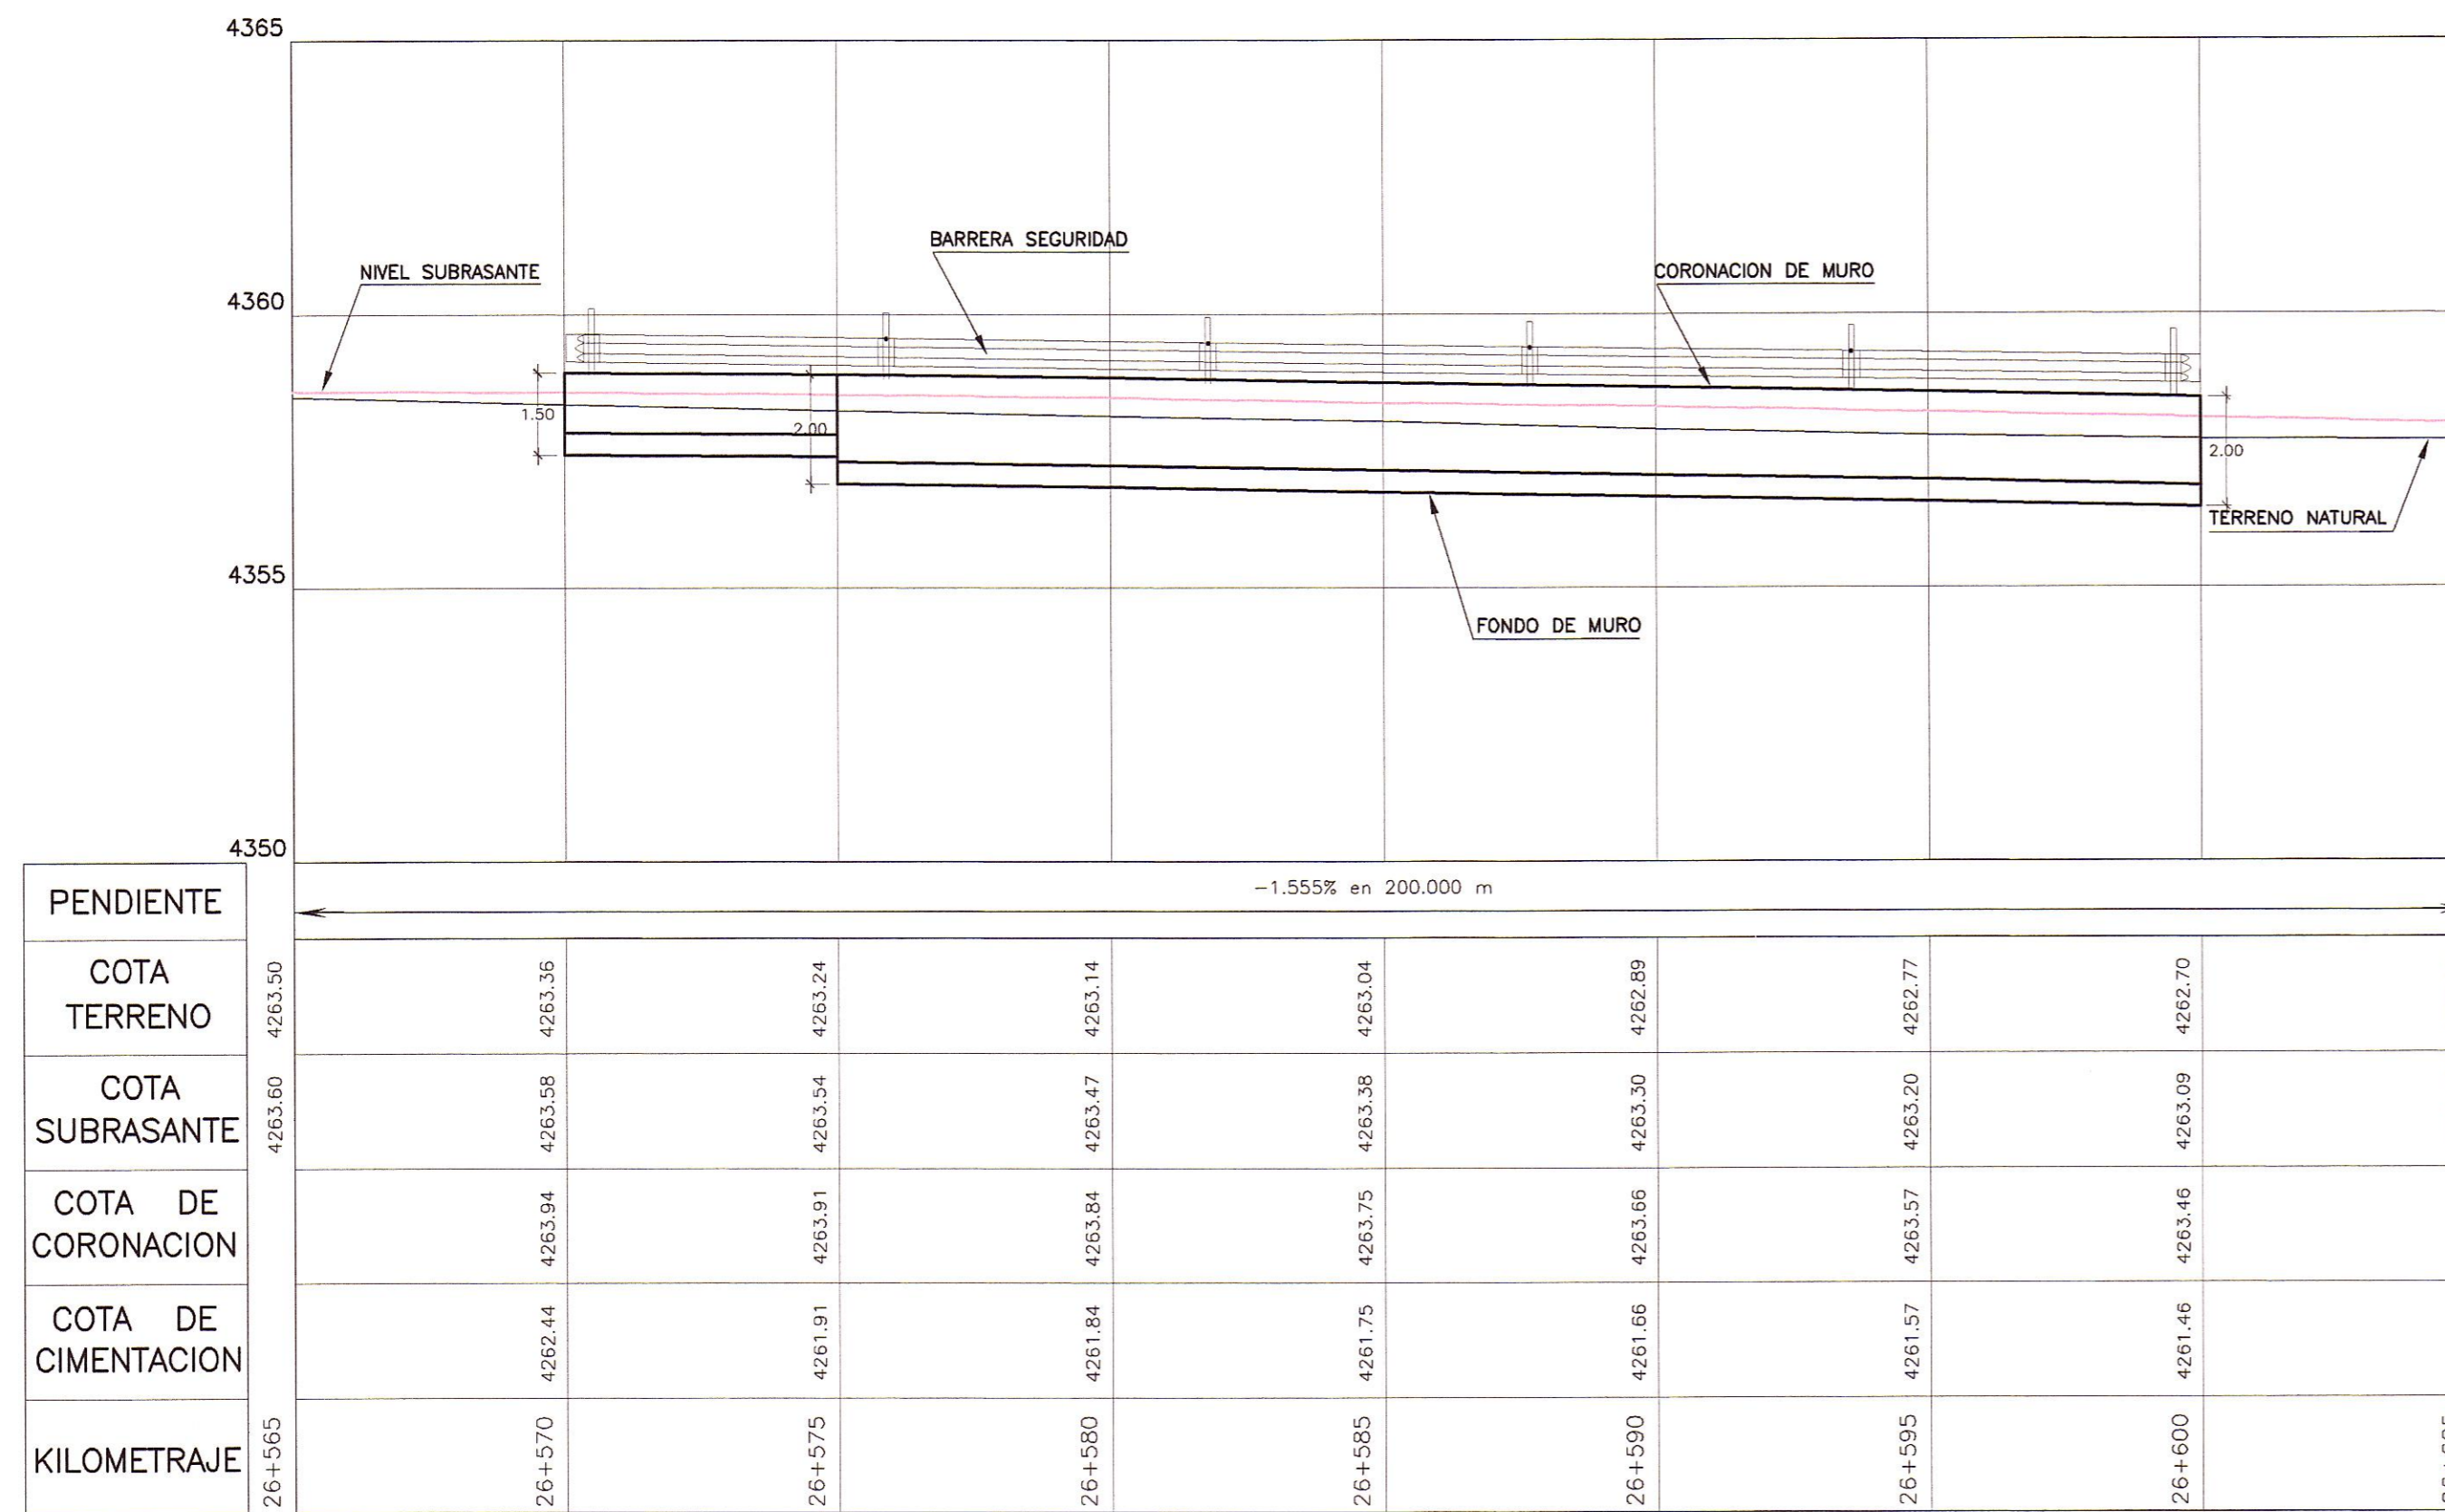 4365
BARRERA SEGURIDAD
NIVEL SUBRASANTE
CORONACION DE MURO
4360
1.50
2.00
2.00
TERRENO NATURAL
4355
FONDO DE MURO
4350
PENDIENTE
-1.555% en 200.000 m
COTA
TERRENO
4263.50 4263.36 4263.24 4263.14 4263.04 4262.89 4262.77 4262.70
COTA
SUBRASANTE
4263.60 4263.58 4263.54 4263.47 4263.38 4263.30 4263.20 4263.09
COTA DE
CORONACION
4263.94 4263.91 4263.84 4263.75 4263.66 4263.57 4263.46
COTA DE
CIMENTACION
4262.44 4261.91 4261.84 4261.75 4261.66 4261.57 4261.46
KILOMETRAJE
26+565 26+570 26+575 26+580 26+585 26+590 26+595 26+600